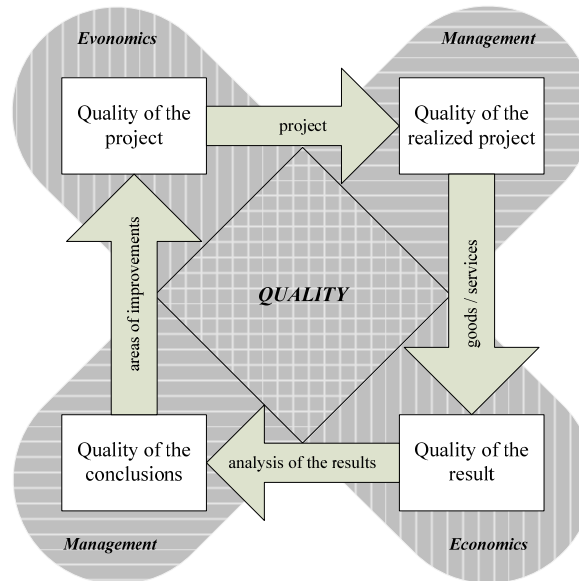 Evonomics
Management
Quality of the
project
project
Quality of the
realized project
areas of improvements
QUALITY
goods / services
Quality of the
conclusions
analysis of the results
Quality of the
result
Management
Economics